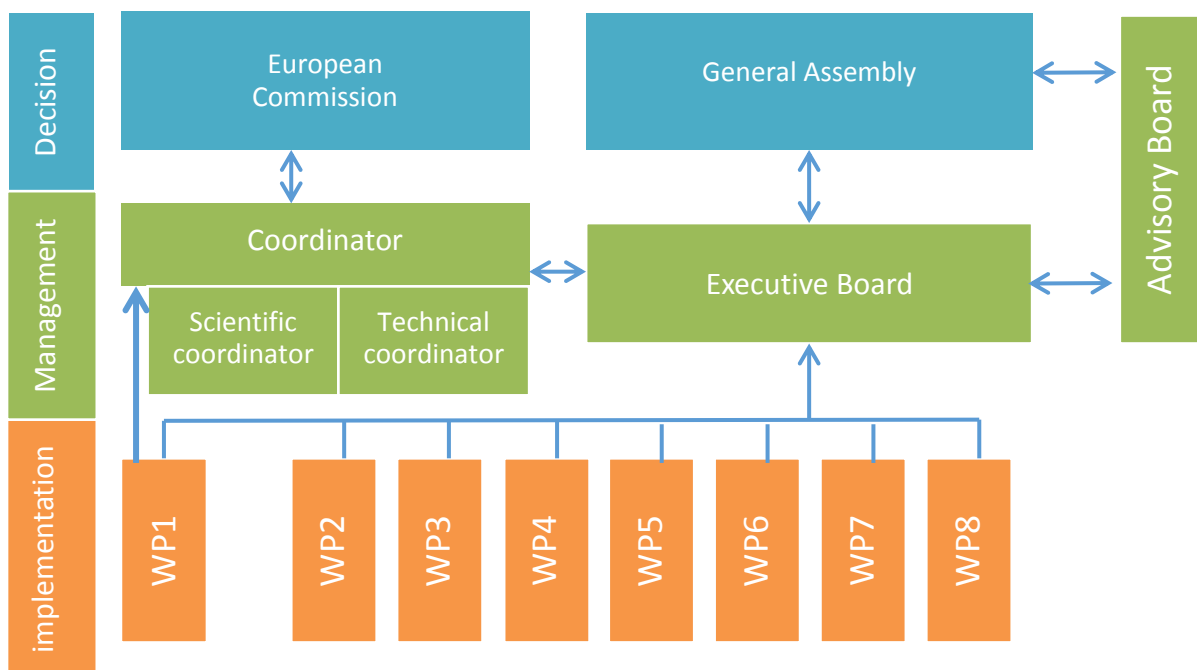 Decision
European
Commission
General Assembly
Advisory Board
Management
Coordinator
Executive Board
Scientific
coordinator
Technical
coordinator
implementation
WP1
WP2
WP3
WP4
WP5
WP6
WP7
WP8